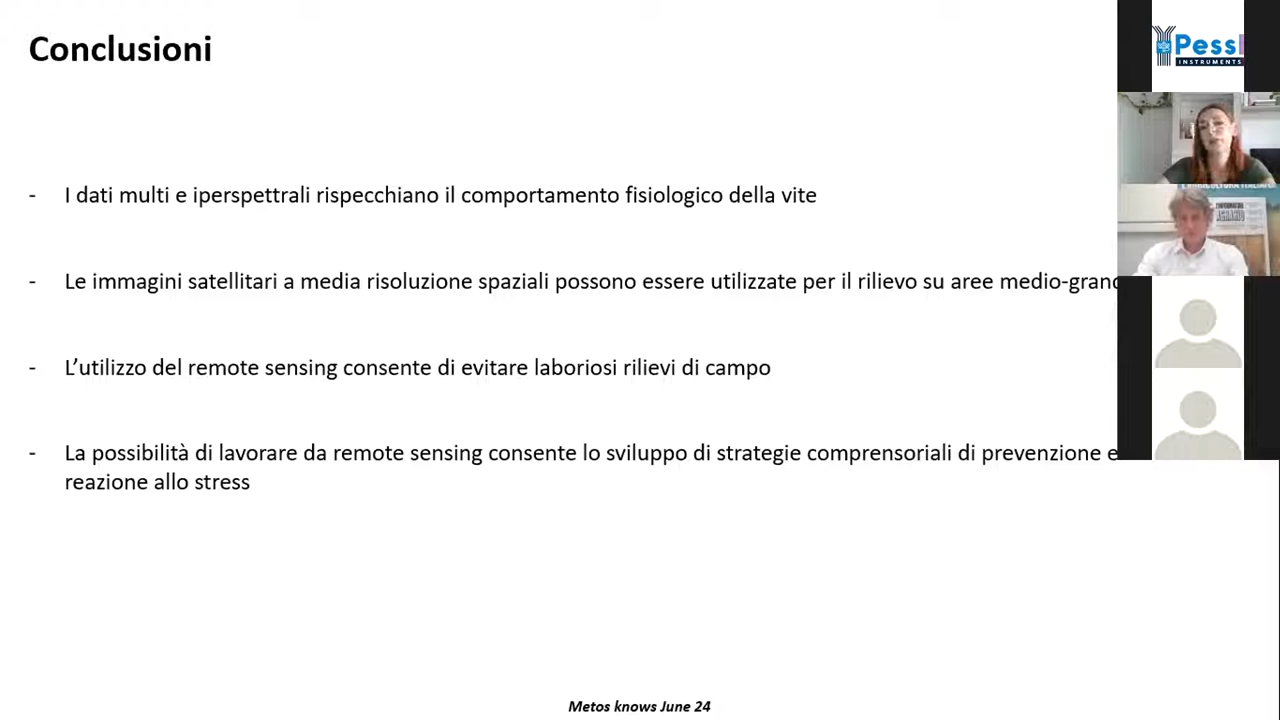 Conclusioni
- I dati multi e iperspettrali rispecchiano il comportamento fisiologico della vite
- Le immagini satellitari a media risoluzione spaziali possono essere utilizzate per il rilievo su aree
- L’utilizzo del remote sensing consente di evitare laboriosi rilievi di campo
- La possibilità di lavorare da remote sensing consente lo sviluppo di strategie comprensoriali di prevenzione e
reazione allo stress
Metos knows June 24
INSTRUMENTS
AGRARIO